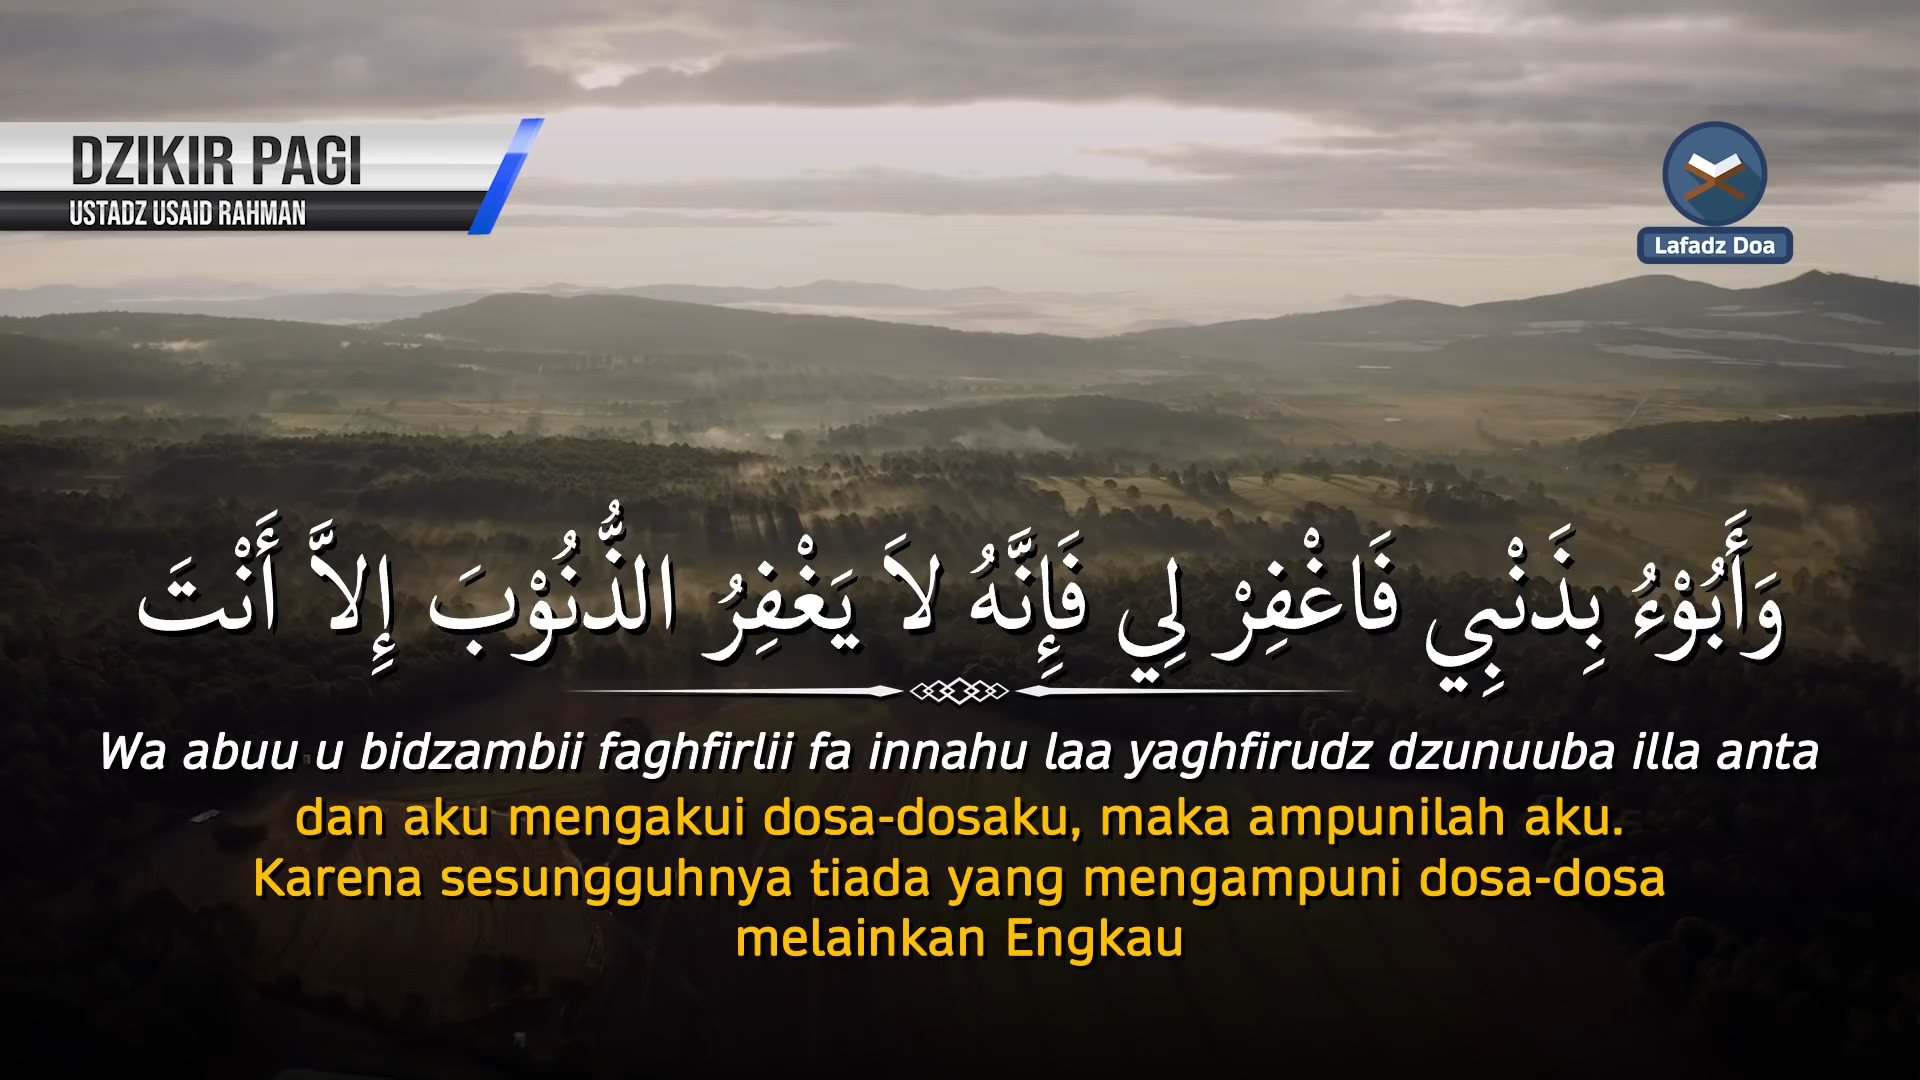 DZIKIR PAGI
USTADZ USAID RAHMAN
Lafadz Doa
وَأَبُوْءُ بِذَنْبِي فَاغْفِرْ لِي فَإِنَّهُ لاَ يَغْفِرُ الذُّنُوْبَ إِلاَّ أَنْتَ
Wa abuu u bidzambii faghfirlii fa innahu laa yaghfirudz dzunuuba illa anta
dan aku mengakui dosa-dosaku, maka ampunilah aku.
Karena sesungguhnya tiada yang mengampuni dosa-dosa
melainkan Engkau